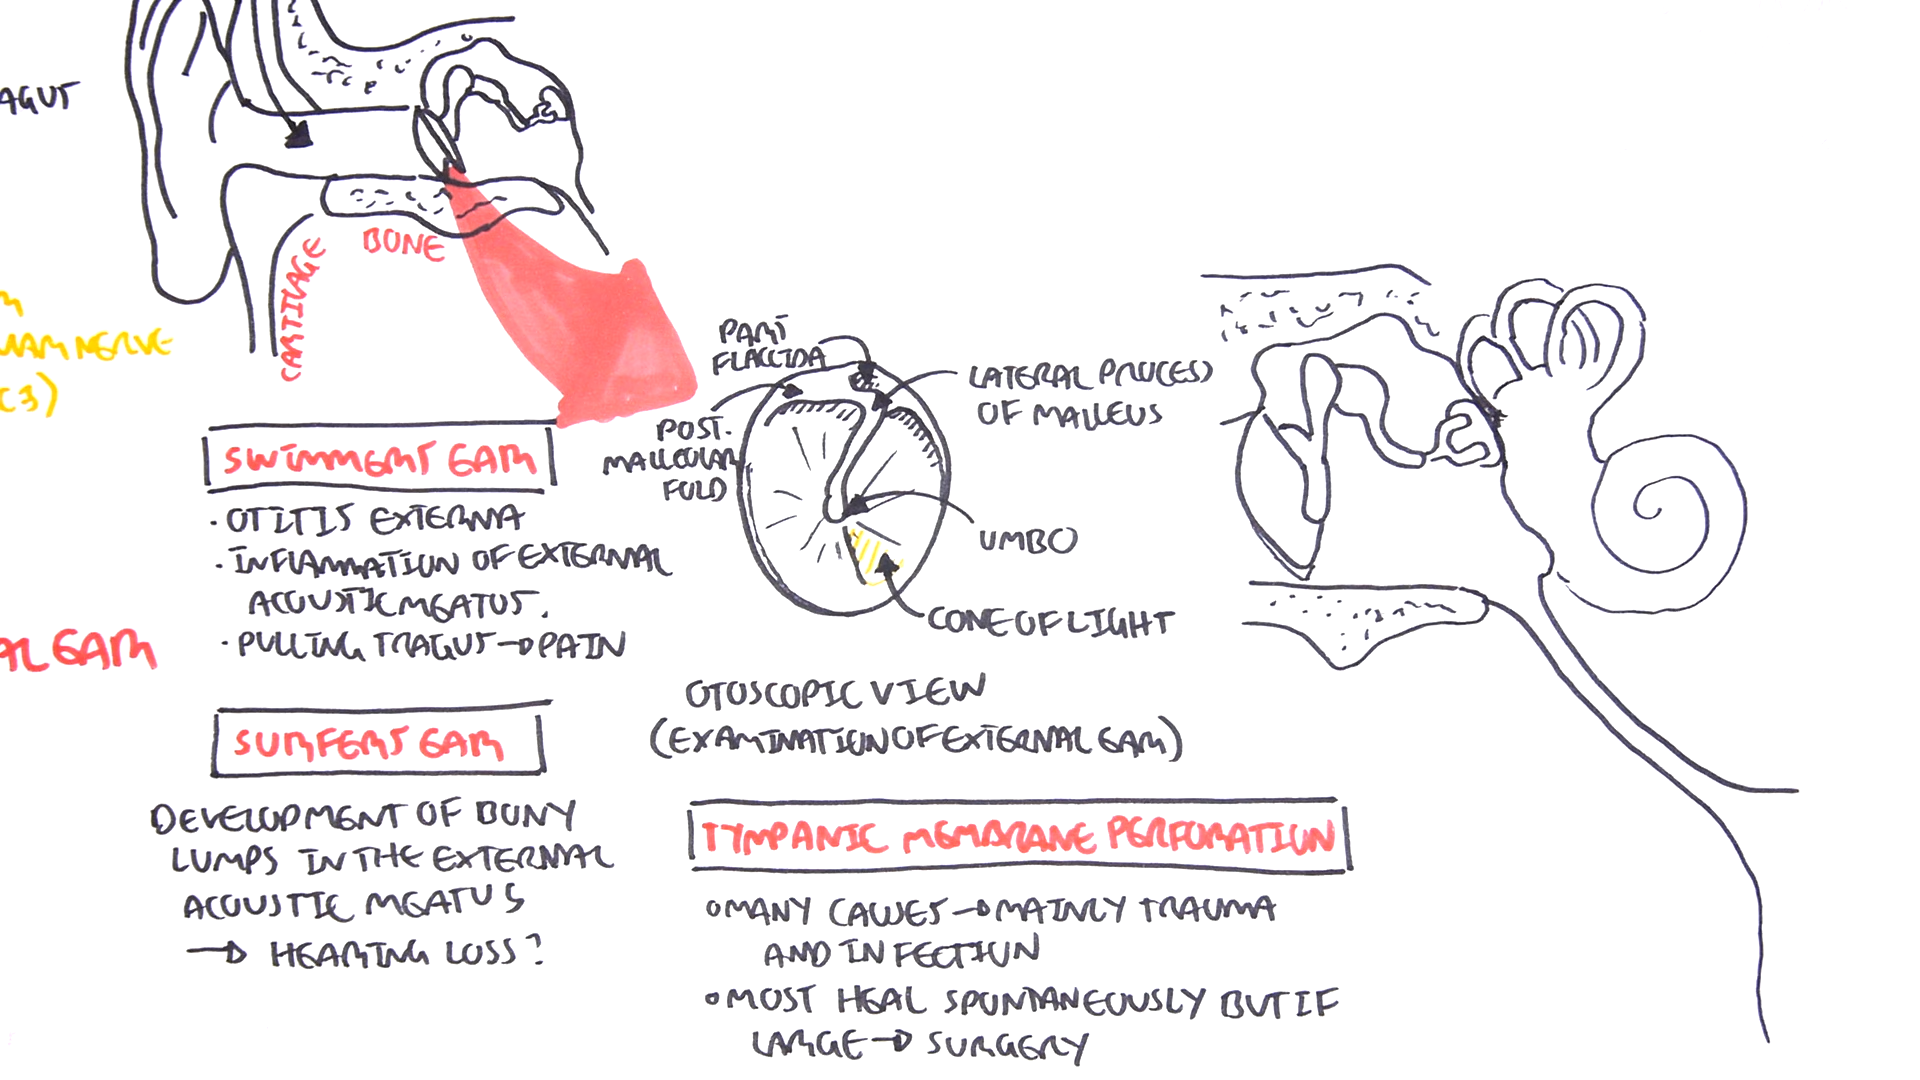 AGUS
NERVE
C3)
CARTILAGE
BONE
AL EAR
SWIMMERS EAR
• OTITIS EXTERNA
• INFLAMMATION OF EXTERNAL
ACOUSTIC MEATUS.
• PULLING TRAGUS → PAIN
SURFERS EAR
DEVELOPMENT OF BONY
LUMPS IN THE EXTERNAL
ACOUSTIC MEATUS
→ HEARING LOSS?
PARS
FLACCIDA
POST.
MALLEOLAR
FOLD
LATERAL PROCESS
OF MALLEUS
UMBO
CONE OF LIGHT
OTOSCOPIC VIEW
(EXAMINATION OF EXTERNAL EAR)
TYMPANIC MEMBRANE PERFORATION
• MANY CAUSES → MAINLY TRAUMA
AND INFECTION
• MOST HEAL SPONTANEOUSLY BUT IF
LARGE → SURGERY